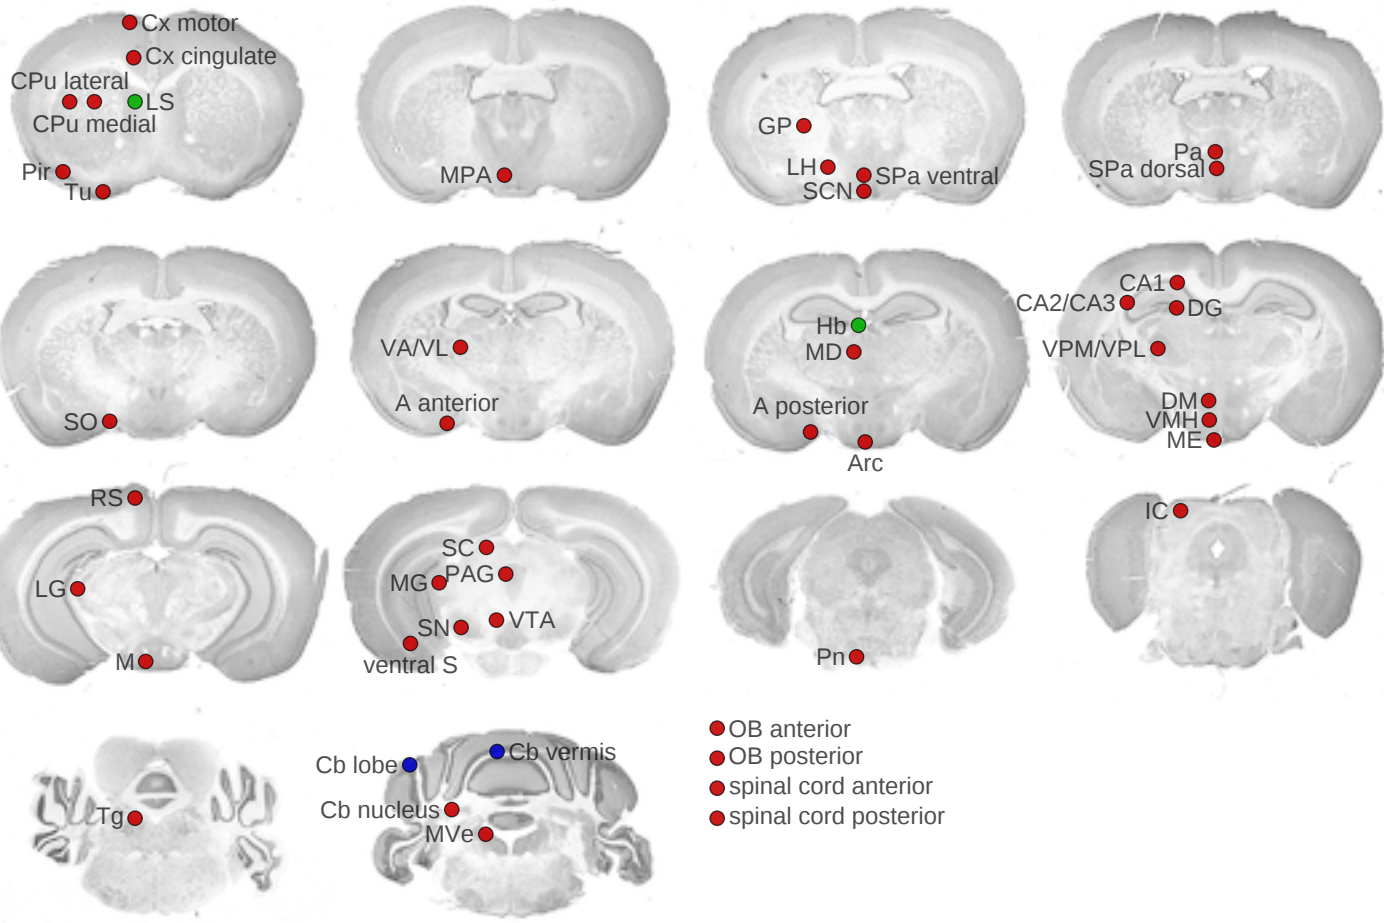 Cx motor
Cx cingulate
CPu lateral
LS
CPu medial
Pir
Tu
MPA
GP
LH
SPa ventral
SCN
Pa
SPa dorsal
SO
VA/VL
A anterior
Hb
MD
A posterior
Arc
CA1
CA2/CA3
DG
VPM/VPL
DM
VMH
ME
RS
LG
M
SC
MG
PAG
SN
VTA
ventral S
Pn
IC
Tg
Cb lobe
Cb vermis
Cb nucleus
MVe
OB anterior
OB posterior
spinal cord anterior
spinal cord posterior